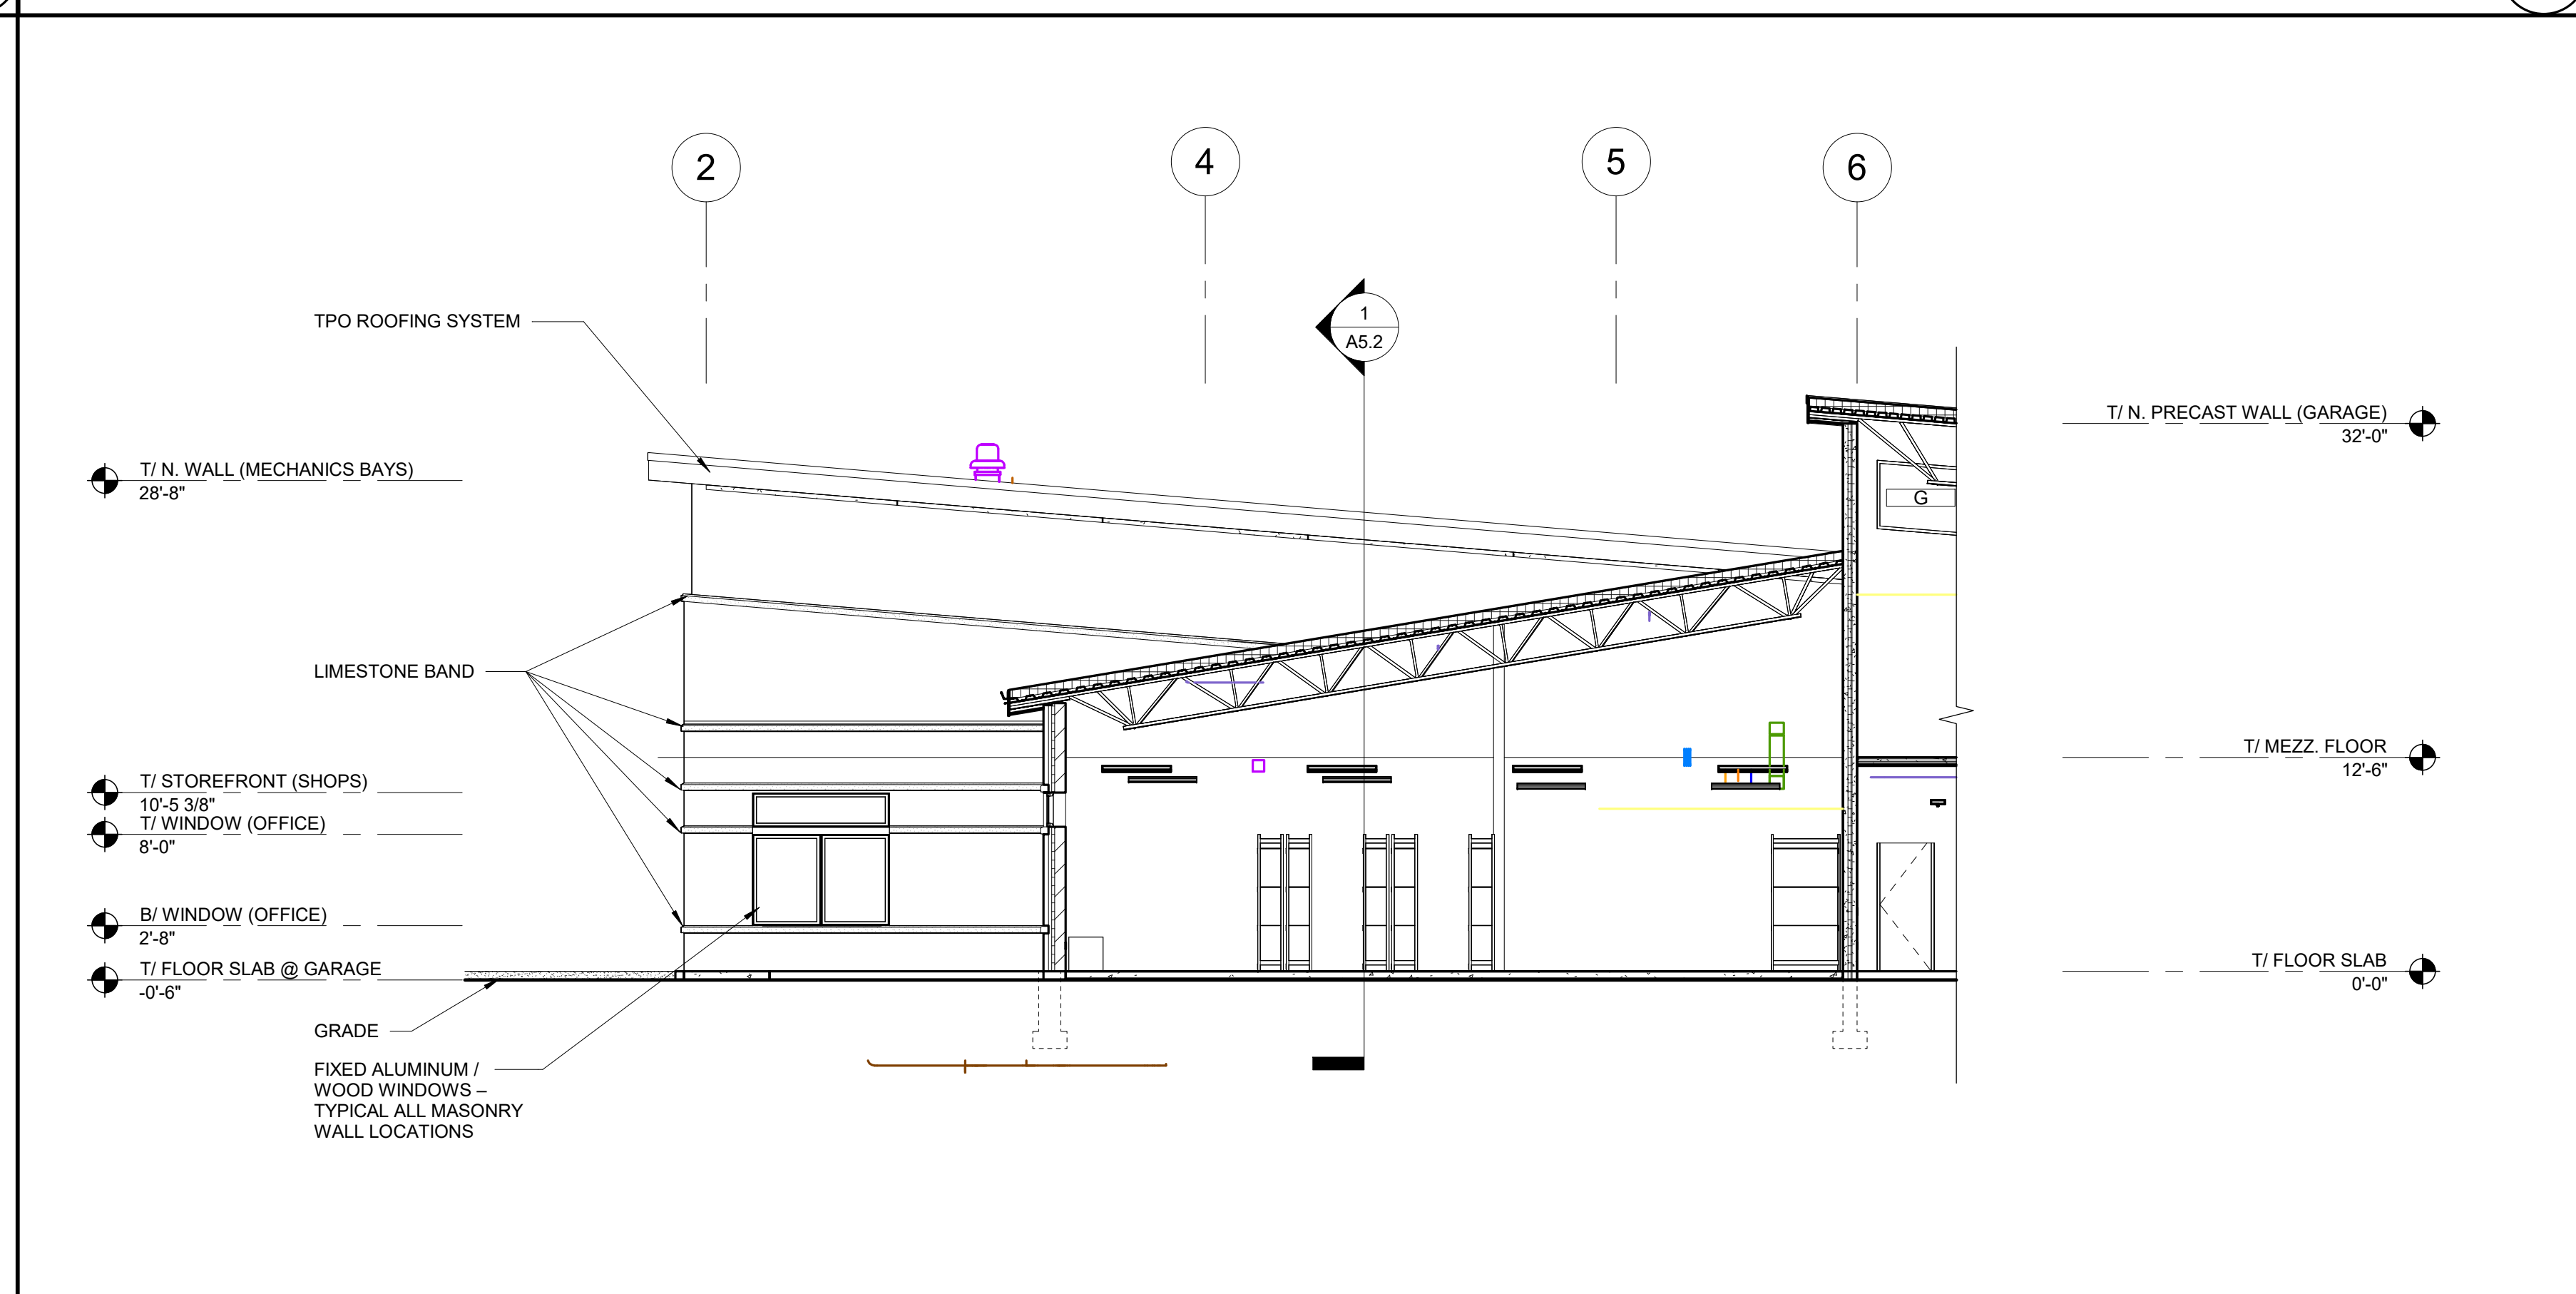 2
4
5
6
1
A5.2
TPO ROOFING SYSTEM
T/ N. WALL (MECHANICS BAYS)
28'-8"
LIMESTONE BAND
T/ STOREFRONT (SHOPS)
10'-5 3/8"
T/ WINDOW (OFFICE)
8'-0"
B/ WINDOW (OFFICE)
2'-8"
T/ FLOOR SLAB @ GARAGE
-0'-6"
GRADE
FIXED ALUMINUM /
WOOD WINDOWS –
TYPICAL ALL MASONRY
WALL LOCATIONS
G
T/ N. PRECAST WALL (GARAGE)
32'-0"
T/ MEZZ. FLOOR
12'-6"
T/ FLOOR SLAB
0'-0"